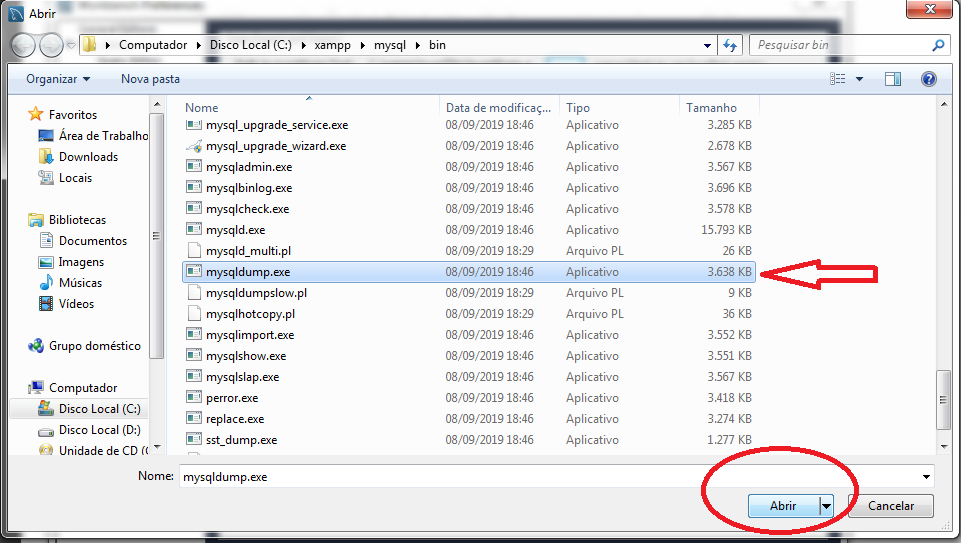 Abrir
Computador Disco Local (C:) xampp mysql bin
Pesquisar bin
Organizar Nova pasta
Nome Data de modificaç... Tipo Tamanho
Favoritos
Área de Trabalho
Downloads
Locais
Bibliotecas
Documentos
Imagens
Músicas
Vídeos
Grupo doméstico
Computador
Disco Local (C:)
Disco Local (D:)
Unidade de CD (
mysql_upgrade_service.exe 08/09/2019 18:46 Aplicativo 3.285 KB
mysql_upgrade_wizard.exe 08/09/2019 18:46 Aplicativo 2.678 KB
mysqladmin.exe 08/09/2019 18:46 Aplicativo 3.567 KB
mysqlbinlog.exe 08/09/2019 18:46 Aplicativo 3.696 KB
mysqlcheck.exe 08/09/2019 18:46 Aplicativo 3.578 KB
mysqld.exe 08/09/2019 18:46 Aplicativo 15.793 KB
mysqld_multi.pl 08/09/2019 18:29 Arquivo PL 26 KB
mysqldump.exe 08/09/2019 18:46 Aplicativo 3.638 KB
mysqldumpslow.pl 08/09/2019 18:29 Arquivo PL 9 KB
mysqlhotcopy.pl 08/09/2019 18:29 Arquivo PL 36 KB
mysqlimport.exe 08/09/2019 18:46 Aplicativo 3.552 KB
mysqlshow.exe 08/09/2019 18:46 Aplicativo 3.551 KB
mysqlslap.exe 08/09/2019 18:46 Aplicativo 3.567 KB
perror.exe 08/09/2019 18:46 Aplicativo 3.418 KB
replace.exe 08/09/2019 18:46 Aplicativo 3.274 KB
sst_dump.exe 08/09/2019 18:46 Aplicativo 1.277 KB
Nome: mysqldump.exe
Abrir Cancelar